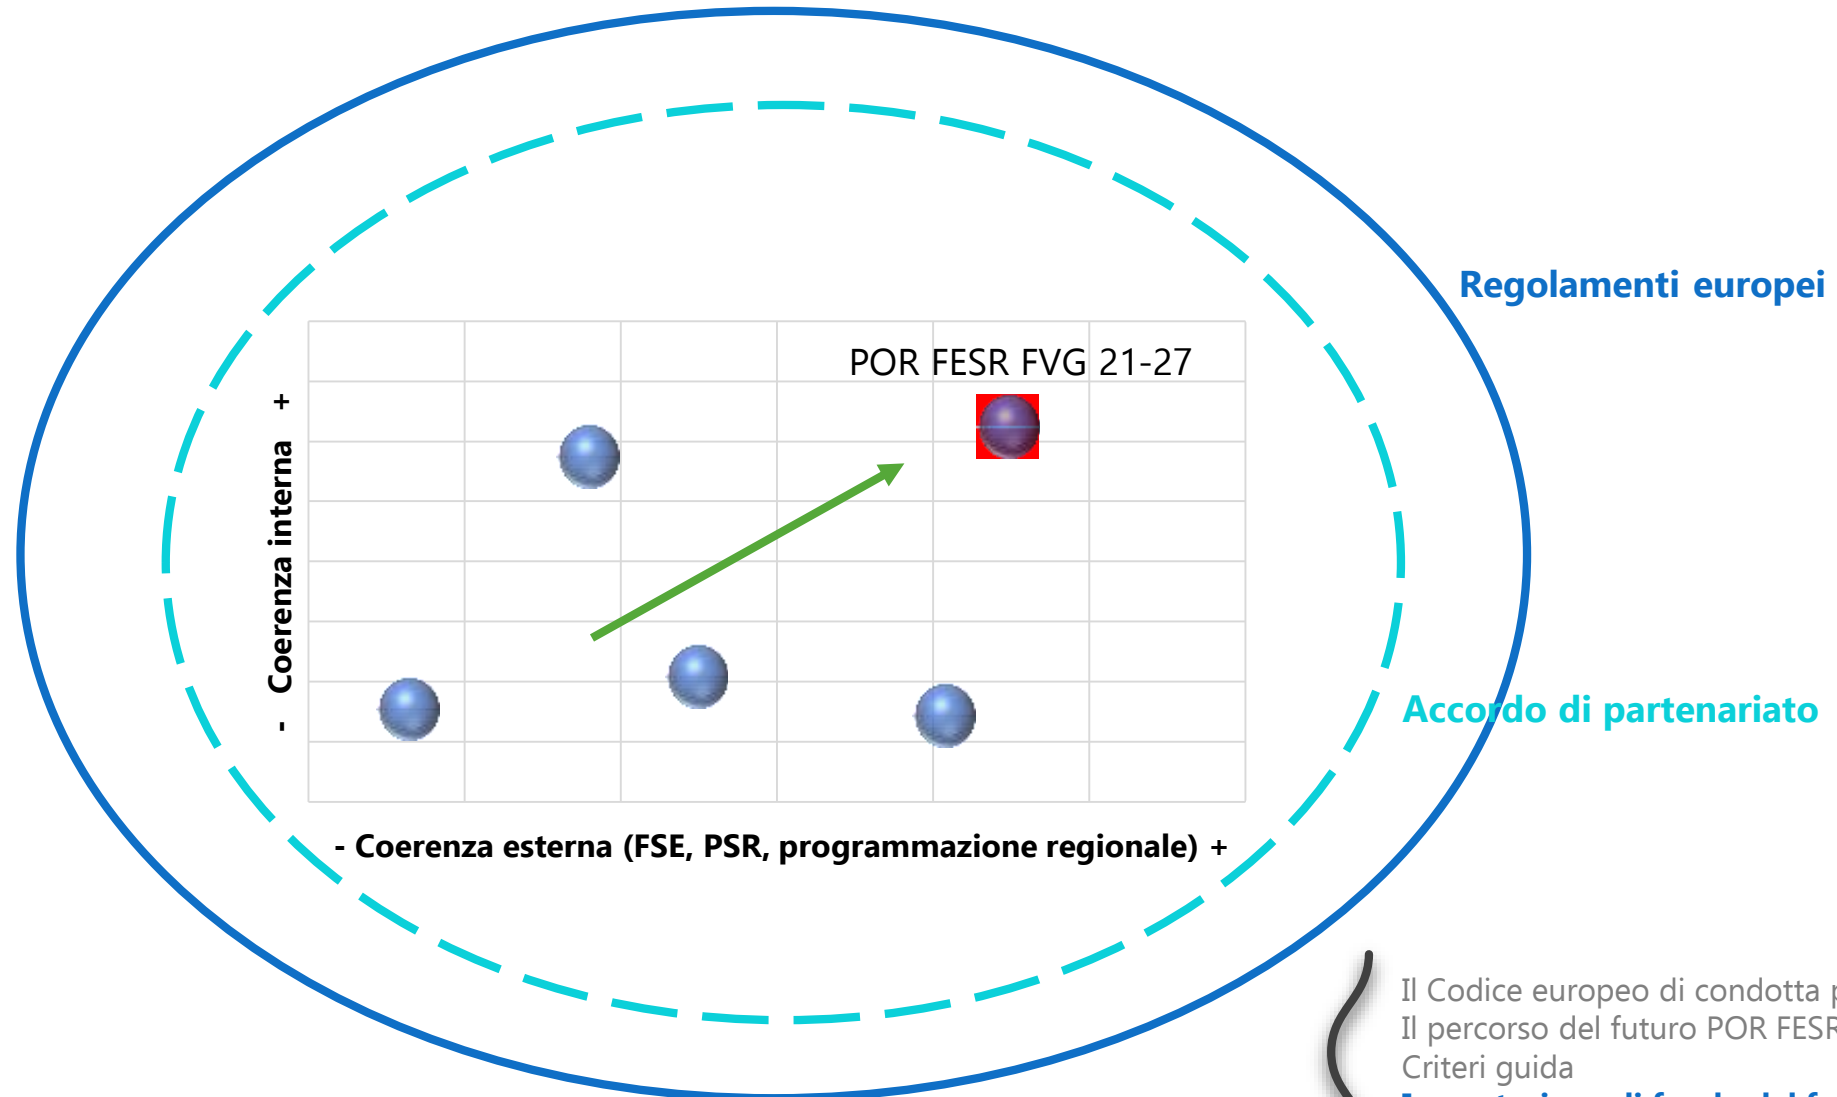 Regolamenti europei
POR FESR FVG 21-27
- Coerenza interna +
Accordo di partenariato
- Coerenza esterna (FSE, PSR, programmazione regionale) +
Il Codice europeo di condotta
Il percorso del futuro POR FESR
Criteri guida